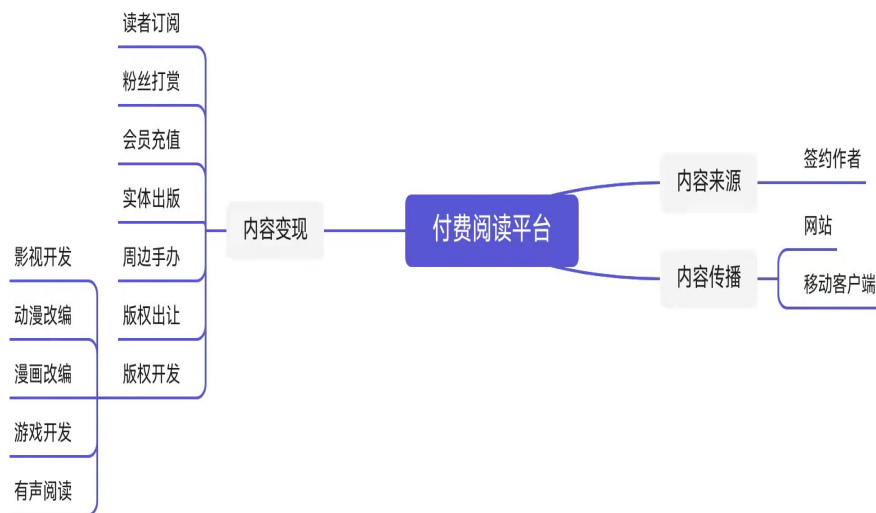 付费阅读平台
内容来源
签约作者
内容传播
网站
移动客户端
内容变现
读者订阅
粉丝打赏
会员充值
实体出版
周边手办
版权出让
版权开发
影视开发
动漫改编
漫画改编
游戏开发
有声阅读